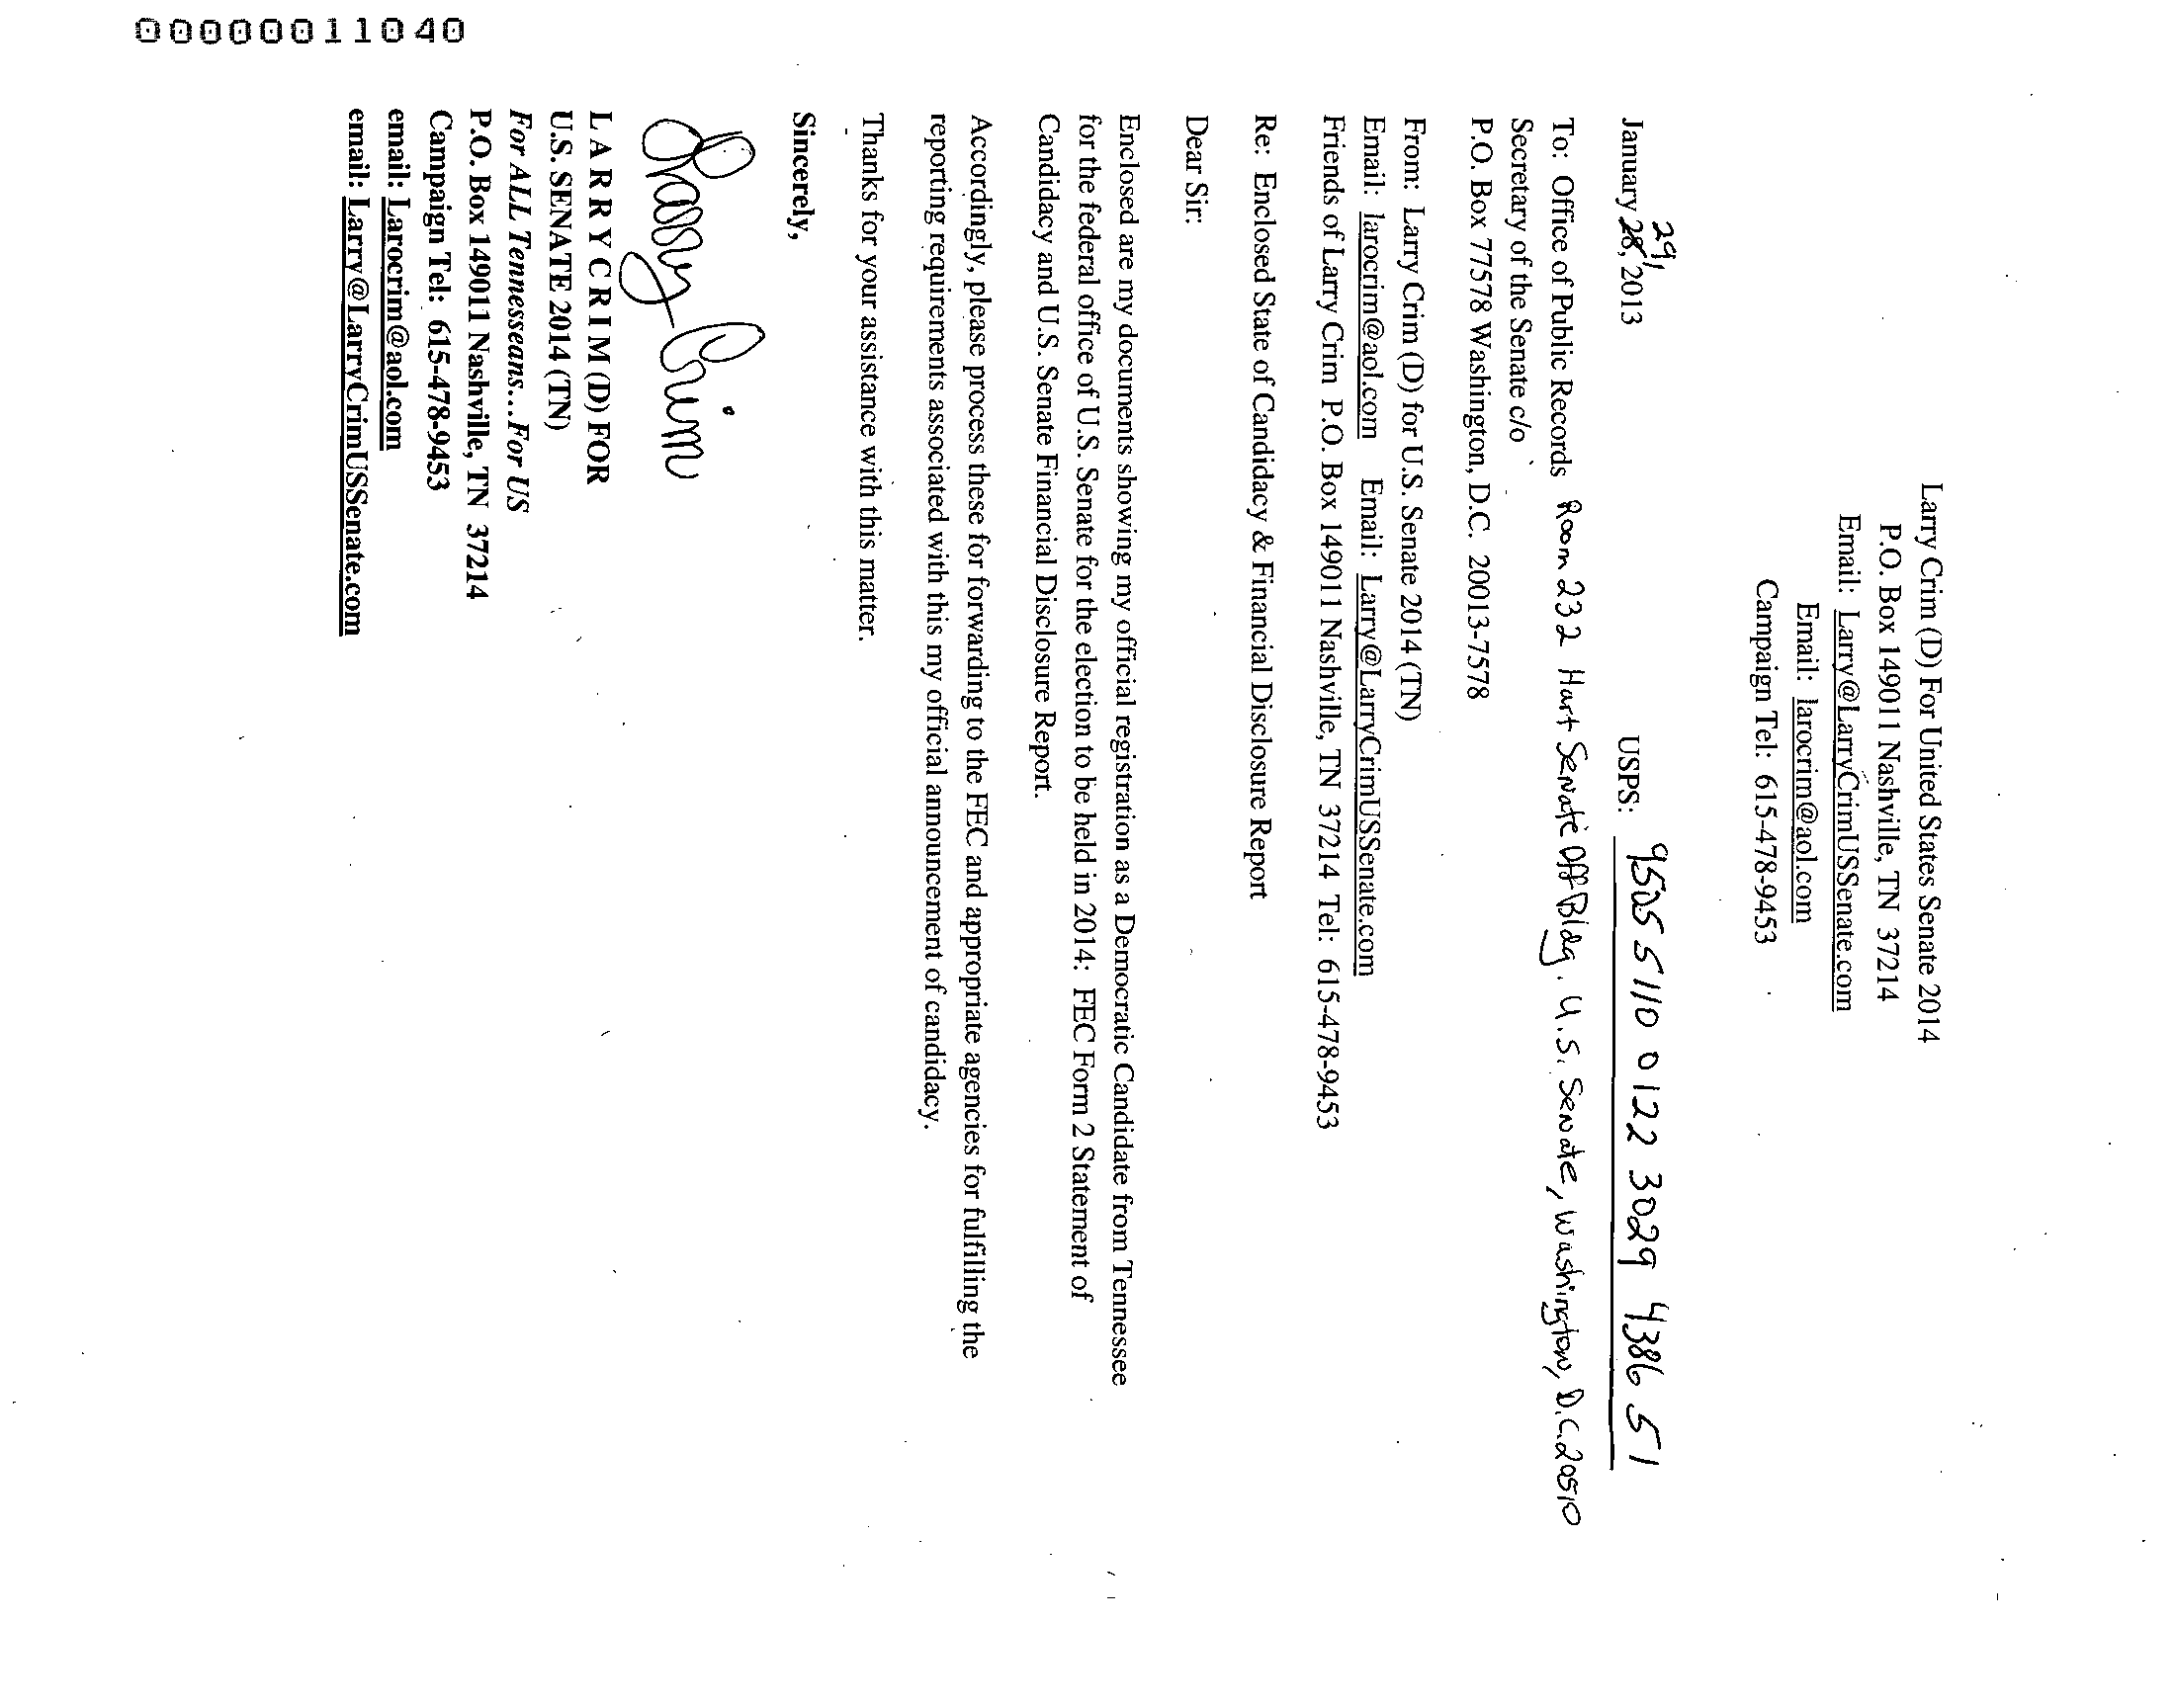 Larry Crim (D) For United States Senate 2014
P.O. Box 149011 Nashville, TN 37214
Email: Larry@LarryCrimUSSenate.com
Email: larocrim@aol.com
Campaign Tel: 615-478-9453
29,
January 28, 2013 USPS: 9505 5110 0122 3029 4386 51
To: Office of Public Records Room 232 Hart Senate Off Bldg. U.S. Senate, Washington, D.C. 20510
Secretary of the Senate c/o
P.O. Box 77578 Washington, D.C. 20013-7578
From: Larry Crim (D) for U.S. Senate 2014 (TN)
Email: larocrim@aol.com Email: Larry@LarryCrimUSSenate.com
Friends of Larry Crim P.O. Box 149011 Nashville, TN 37214 Tel: 615-478-9453
Re: Enclosed State of Candidacy & Financial Disclosure Report
Dear Sir:
Enclosed are my documents showing my official registration as a Democratic Candidate from Tennessee
for the federal office of U.S. Senate for the election to be held in 2014: FEC Form 2 Statement of
Candidacy and U.S. Senate Financial Disclosure Report.
Accordingly, please process these for forwarding to the FEC and appropriate agencies for fulfilling the
reporting requirements associated with this my official announcement of candidacy.
Thanks for your assistance with this matter.
Sincerely,
Larry Crim
L A R R Y C R I M (D) FOR
U.S. SENATE 2014 (TN)
For ALL Tennesseans...For US
P.O. Box 149011 Nashville, TN 37214
Campaign Tel: 615-478-9453
email: Larocrim@aol.com
email: Larry@LarryCrimUSSenate.com
00000011040